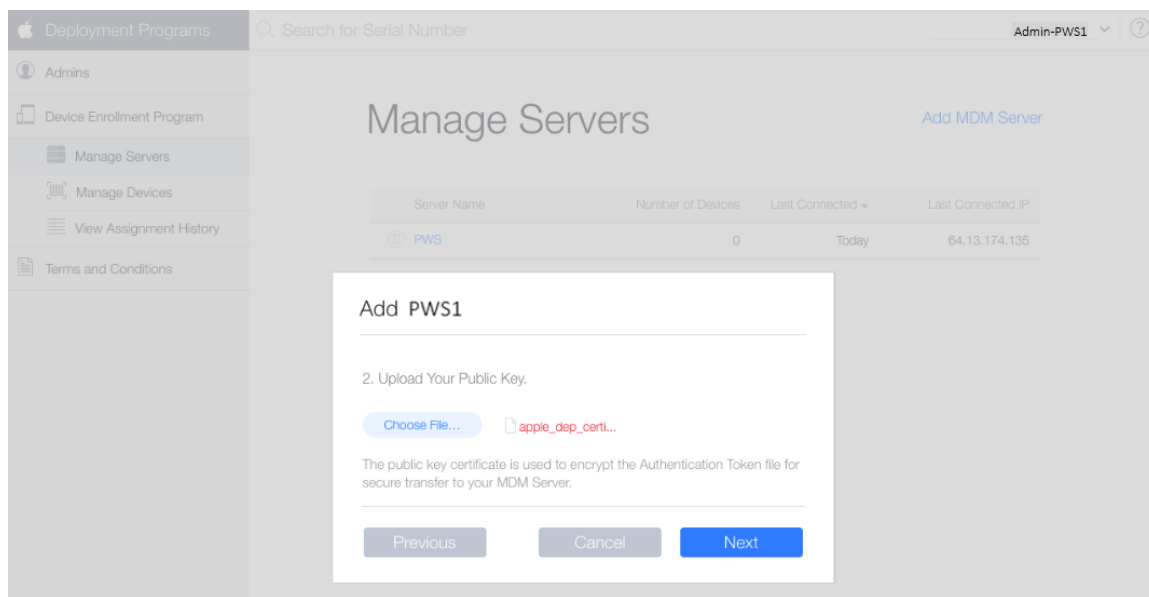 Deployment Programs
Search for Serial Number
Admin-PWS1
?
Admins
Device Enrollment Program
Manage Servers
Manage Devices
View Assignment History
Terms and Conditions
Manage Servers
Add MDM Server
Server Name Number of Devices Last Connected Last Connected IP
PWS 0 Today 64.13.174.135
Add PWS1
2. Upload Your Public Key.
Choose File... apple_dep_certi...
The public key certificate is used to encrypt the Authentication Token file for
secure transfer to your MDM Server.
Previous Cancel Next